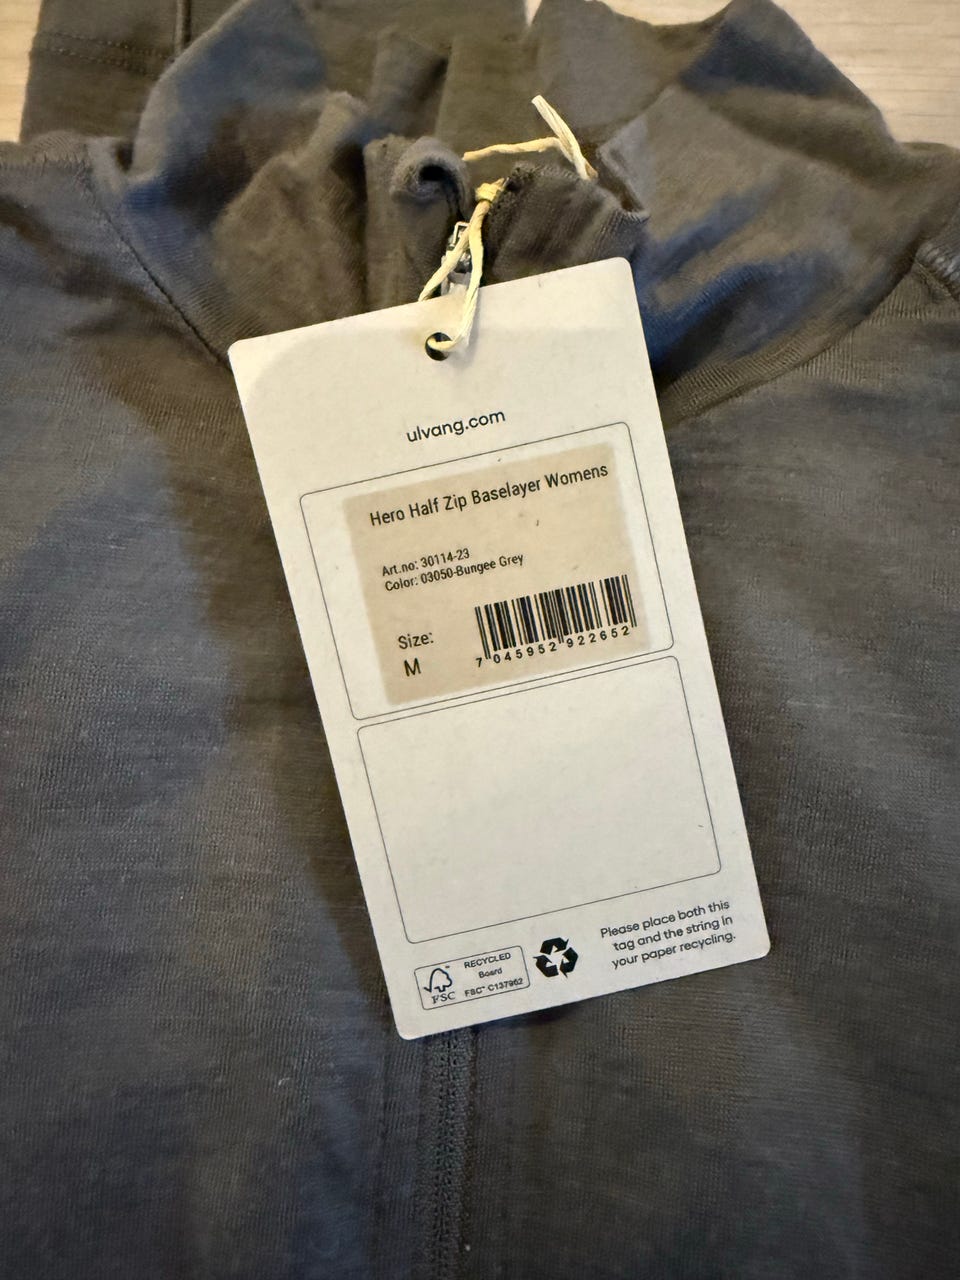 ulvang.com
Hero Half Zip Baselayer Womens
Art.no: 30114-23
Color: 03050-Bungee Grey
Size:
M
7 045952 922652
Please place both this
tag and the string in
your paper recycling.
FSC
RECYCLED
Board
FSC™ C137962